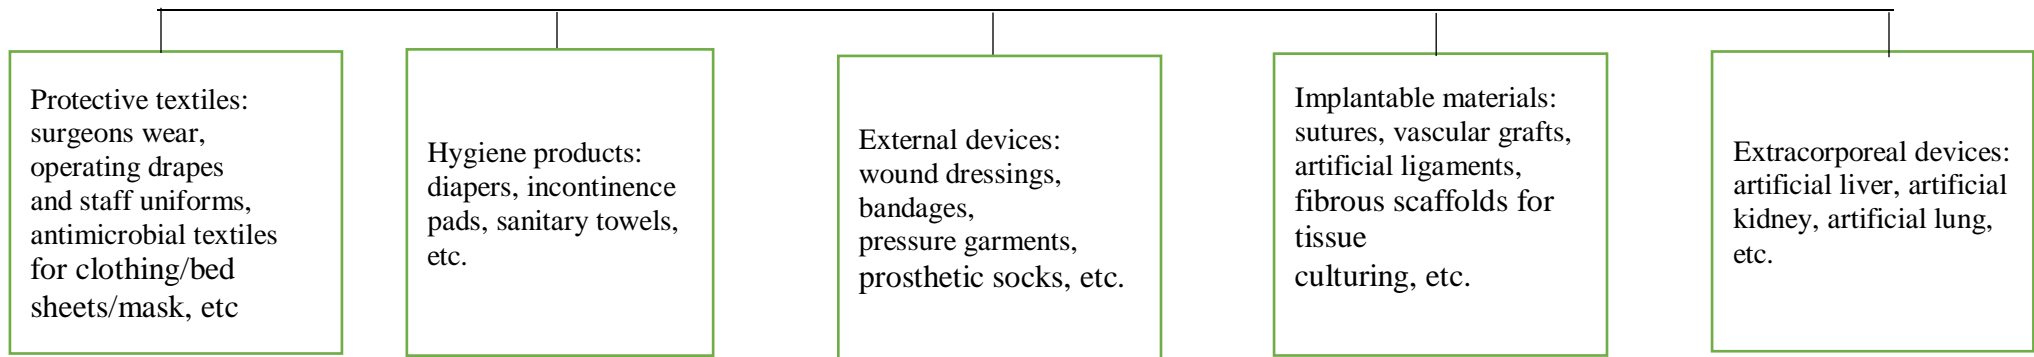 Protective textiles:
surgeons wear,
operating drapes
and staff uniforms,
antimicrobial textiles
for clothing/bed
sheets/mask, etc
Hygiene products:
diapers, incontinence
pads, sanitary towels,
etc.
External devices:
wound dressings,
bandages,
pressure garments,
prosthetic socks, etc.
Implantable materials:
sutures, vascular grafts,
artificial ligaments,
fibrous scaffolds for
tissue
culturing, etc.
Extracorporeal devices:
artificial liver, artificial
kidney, artificial lung,
etc.